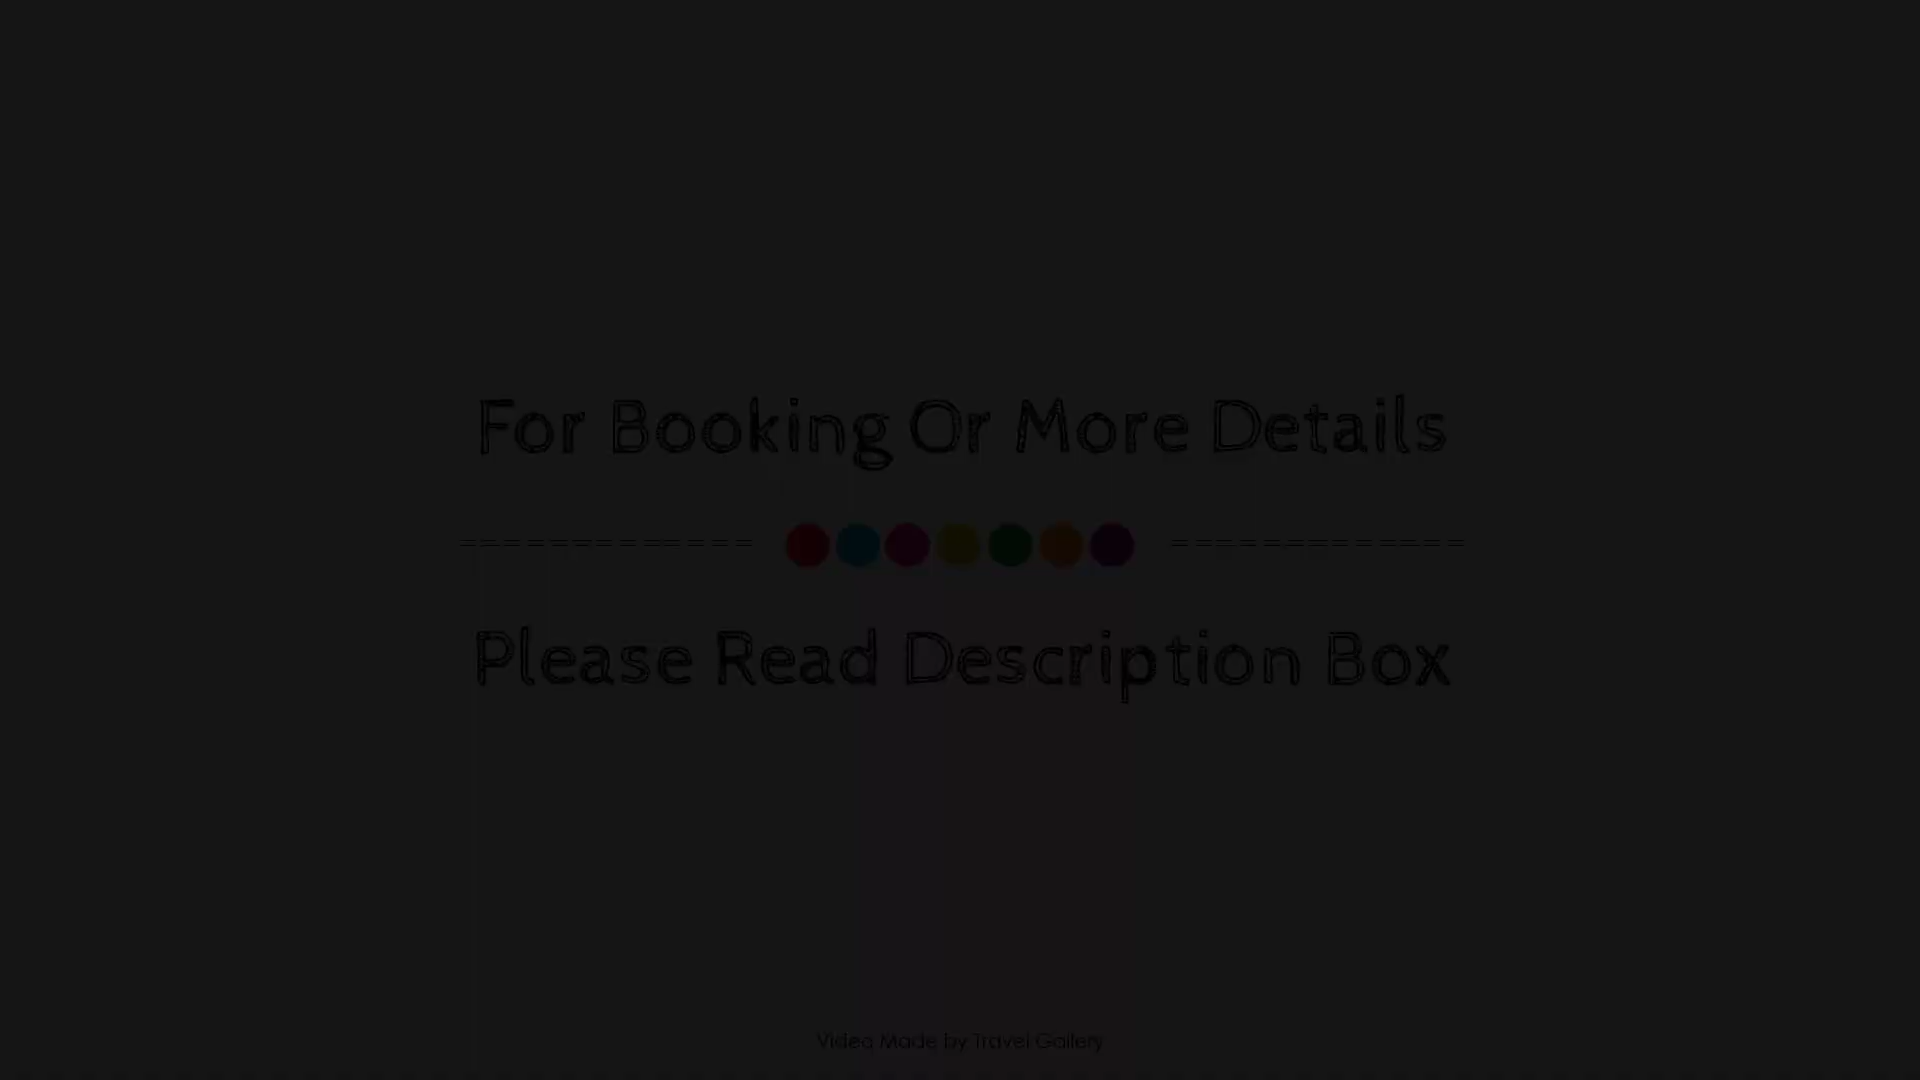 For Booking Or More Details
============= =============
Please Read Description Box
Video Made by Travel Gallery